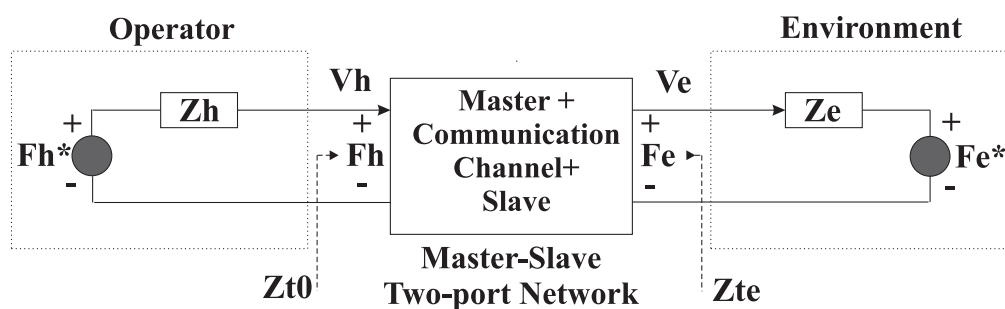 Operator
Environment
Vh
Ve
Zh
Ze
Master +
Communication
Channel+
Slave
+
Fh*
-
+
Fh
-
+
Fe
-
+
Fe*
-
Zt0
Master-Slave
Two-port Network
Zte